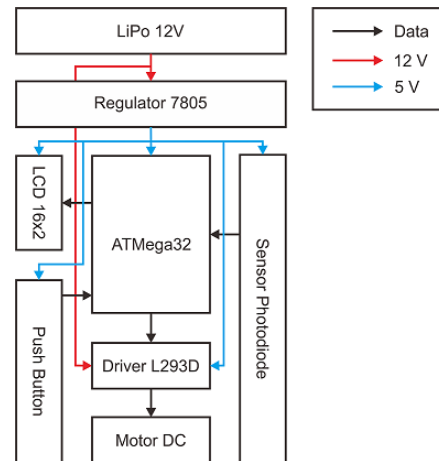 LiPo 12V
Data
12 V
5 V
Regulator 7805
LCD 16x2
ATMega32
Sensor Photodiode
Push Button
Driver L293D
Motor DC